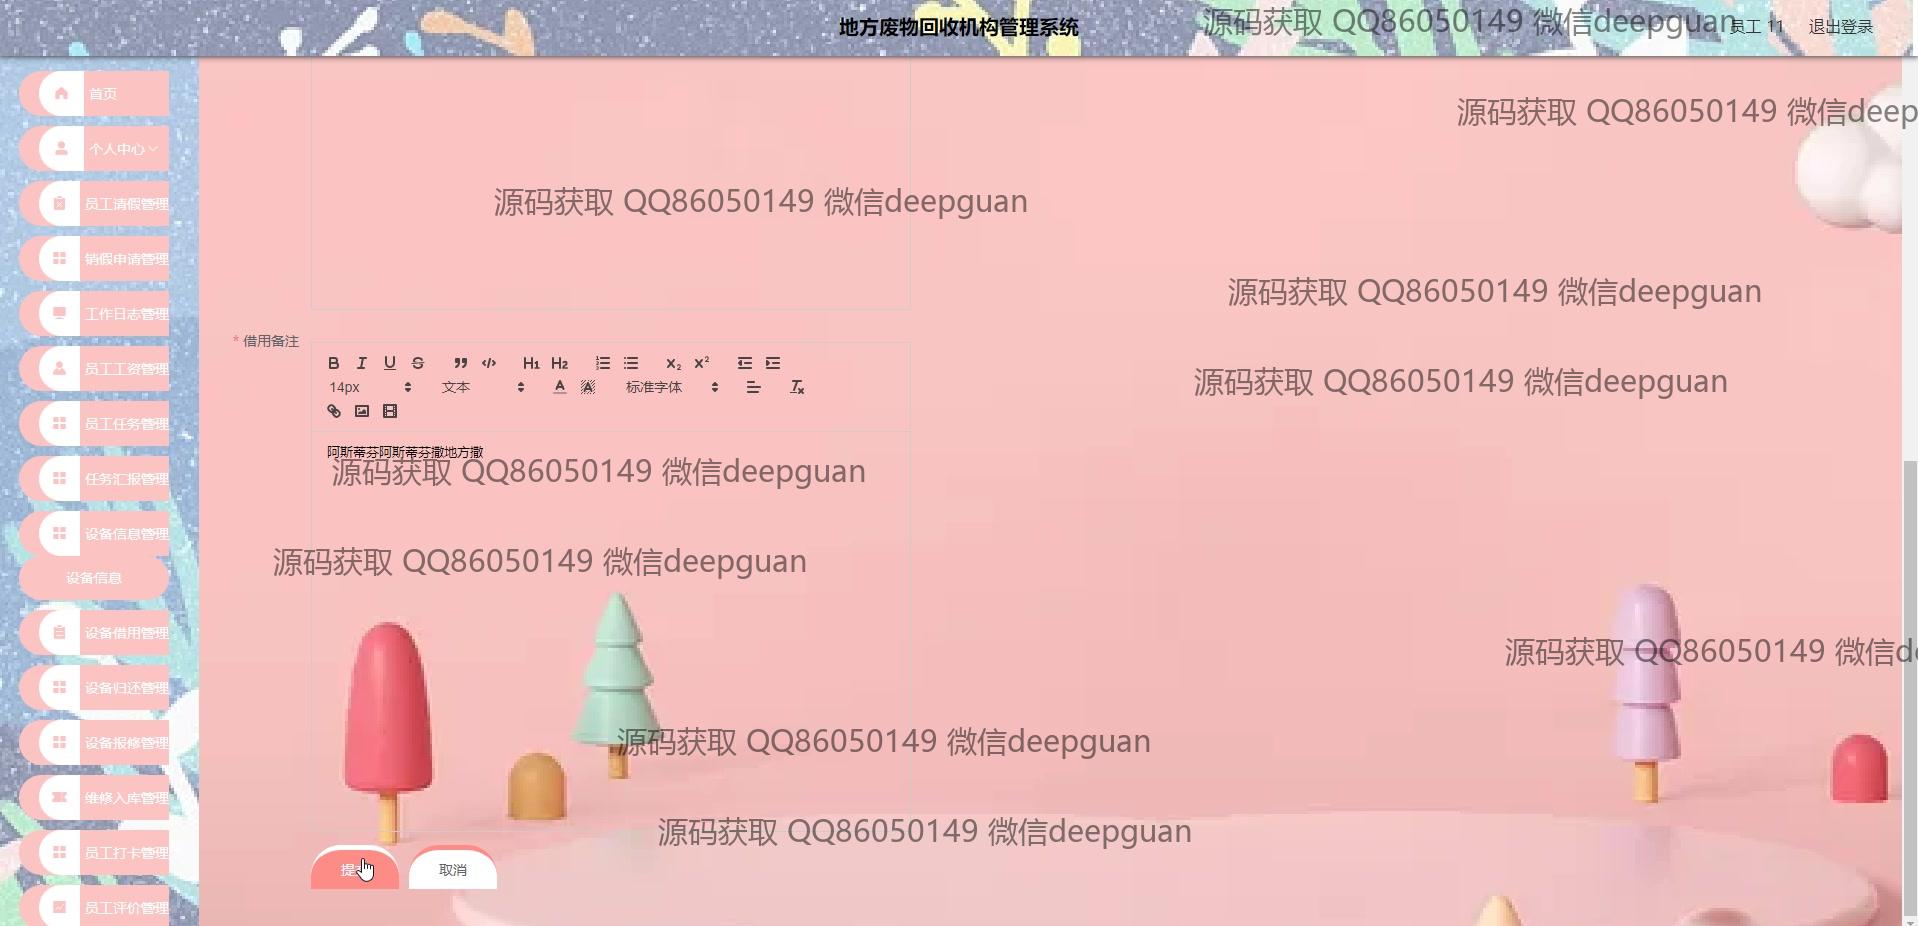 地方废物回收机构管理系统
源码获取 QQ86050149 微信deepguan
员工 11
退出登录
首页
源码获取 QQ86050149 微信deep
个人中心
员工请假管理
源码获取 QQ86050149 微信deepguan
销假申请管理
源码获取 QQ86050149 微信deepguan
工作日志管理
* 借用备注
员工工资管理
B I U S H1 H2 X2 X2
14px 文本 A A 标准字体
源码获取 QQ86050149 微信deepguan
员工任务管理
阿斯蒂芬阿斯蒂芬撒地方撒
源码获取 QQ86050149 微信deepguan
任务汇报管理
设备信息管理
源码获取 QQ86050149 微信deepguan
设备信息
设备借用管理
源码获取 QQ86050149 微信d
设备归还管理
设备报修管理
源码获取 QQ86050149 微信deepguan
维修入库管理
源码获取 QQ86050149 微信deepguan
员工打卡管理
提
取消
员工评价管理